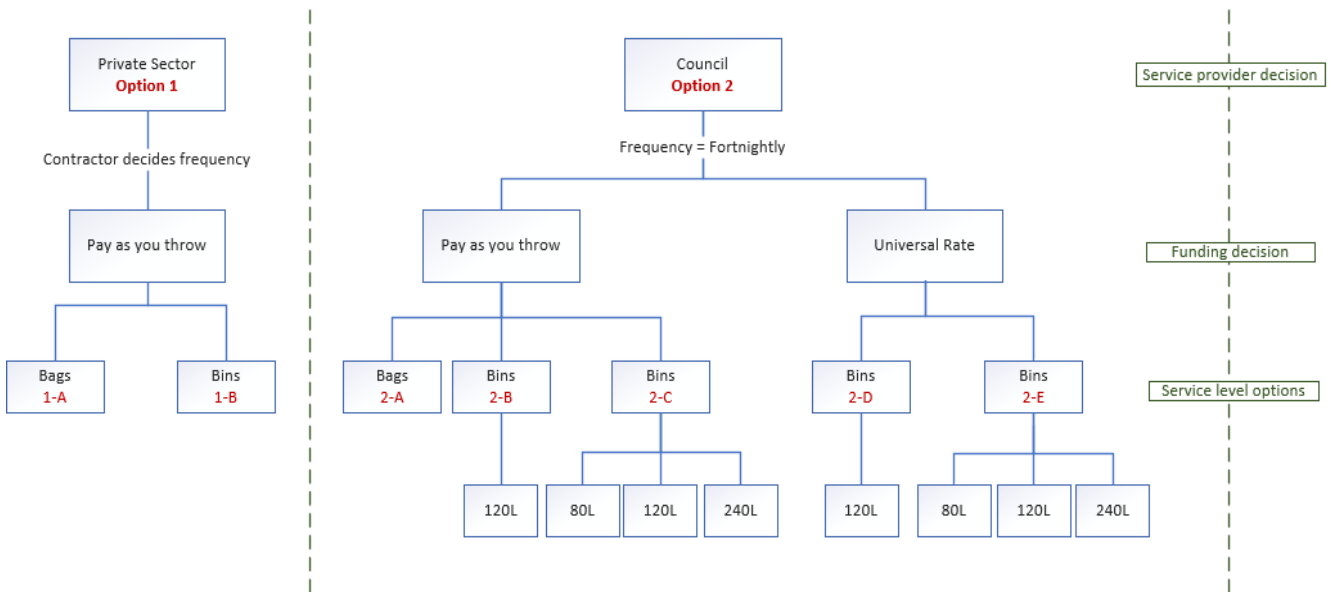 Private Sector
Option 1
Council
Option 2
Service provider decision
Contractor decides frequency
Frequency = Fortnightly
Pay as you throw
Pay as you throw
Universal Rate
Funding decision
Bags
1-A
Bins
1-B
Bags
2-A
Bins
2-B
Bins
2-C
Bins
2-D
Bins
2-E
Service level options
120L
80L
120L
240L
120L
80L
120L
240L